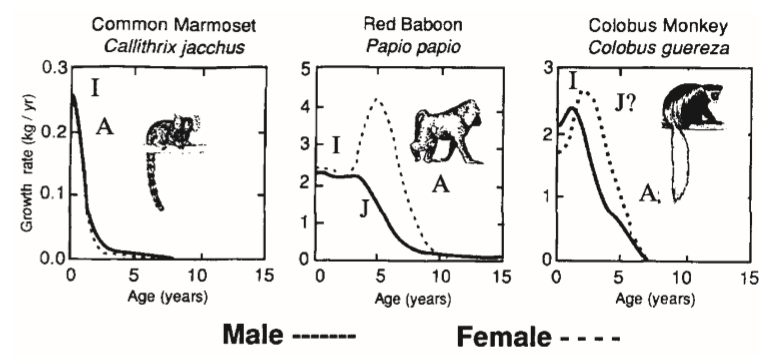 Common Marmoset
Callithrix jacchus
Red Baboon
Papio papio
Colobus Monkey
Colobus guereza
Growth rate (kg / yr)
0.3
0.2
0.1
0.0
I
A
0 5 10 15
Age (years)
5
4
3
2
1
0
I
J
A
0 5 10 15
Age (years)
3
2
1
0
I
J?
A
0 5 10 15
Age (years)
Male -------
Female - - - -